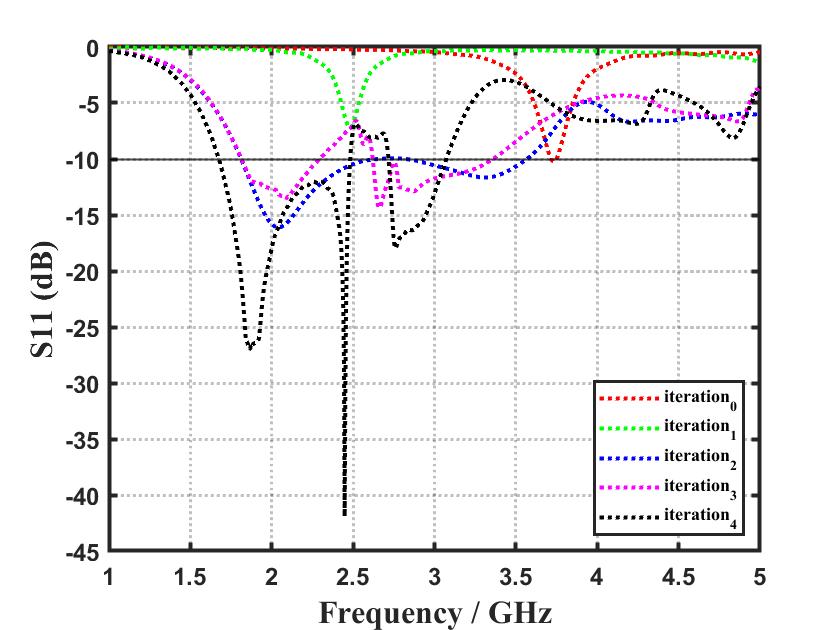 0
-5
-10
-15
-20
-25
-30
-35
-40
-45
S11 (dB)
1 1.5 2 2.5 3 3.5 4 4.5 5
Frequency / GHz
iteration0
iteration1
iteration2
iteration3
iteration4